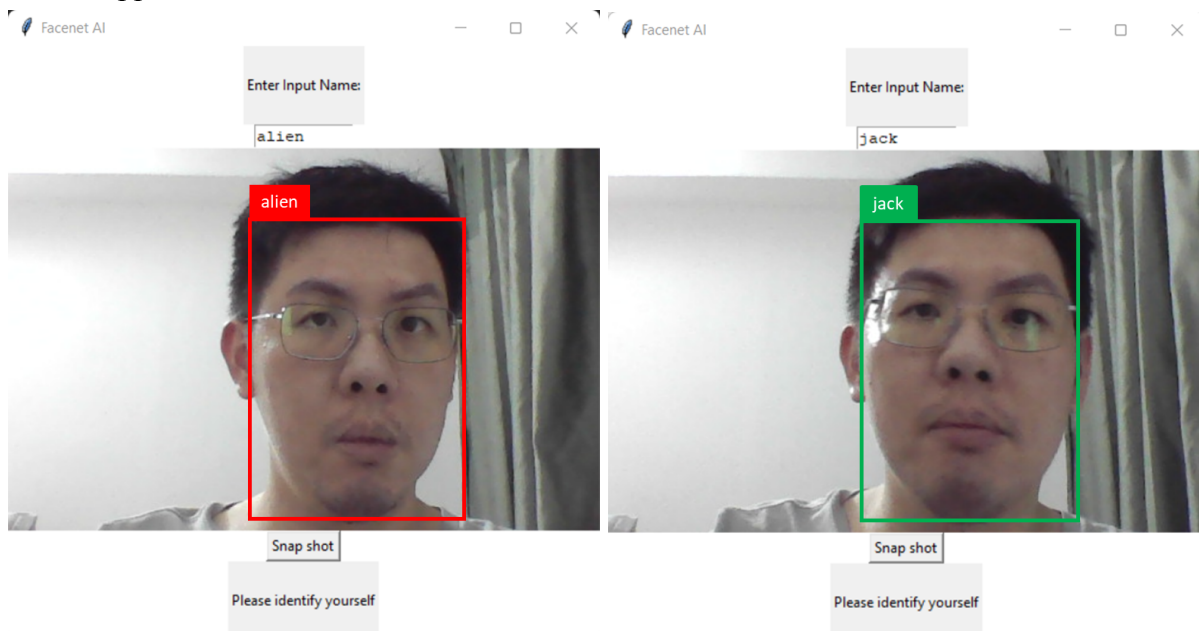 Facenet AI
Enter Input Name:
alien
alien
Snap shot
Please identify yourself
Facenet AI
Enter Input Name:
jack
jack
Snap shot
Please identify yourself